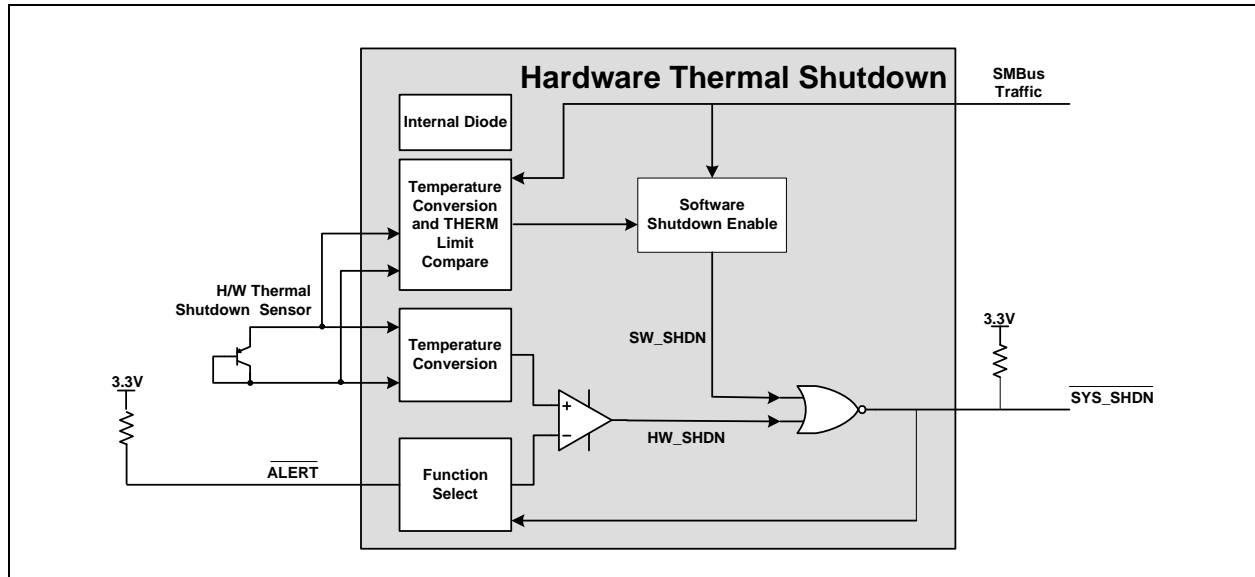 Hardware Thermal Shutdown
SMBus
Traffic
Internal Diode
Temperature
Conversion
and THERM
Limit
Compare
Software
Shutdown Enable
H/W Thermal
Shutdown Sensor
Temperature
Conversion
SW_SHDN
3.3V
3.3V
SYS_SHDN
+
−
HW_SHDN
ALERT
Function
Select